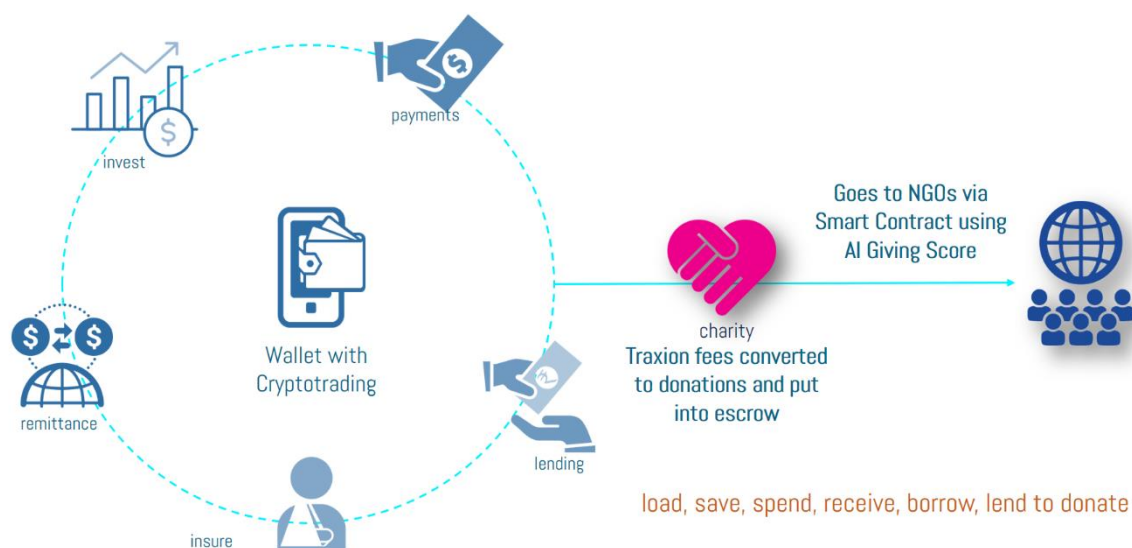 payments
invest
Goes to NGOs via
Smart Contract using
AI Giving Score
charity
Wallet with
Cryptotrading
Traxion fees converted
to donations and put
into escrow
remittance
lending
load, save, spend, receive, borrow, lend to donate
insure